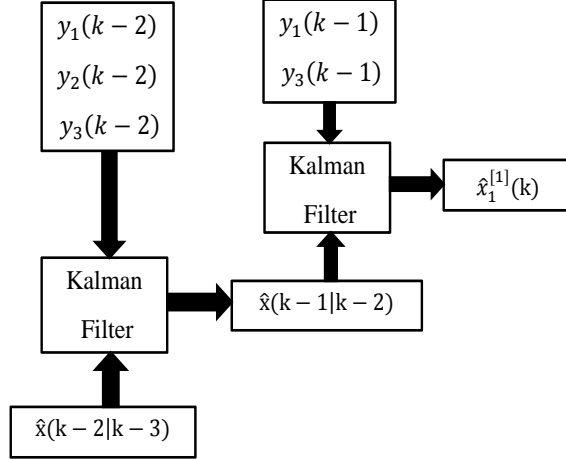 y₁(k − 2)
y₂(k − 2)
y₃(k − 2)
y₁(k − 1)
y₃(k − 1)
Kalman
Filter
x̂₁^[1](k)
Kalman
Filter
x̂(k − 1|k − 2)
x̂(k − 2|k − 3)